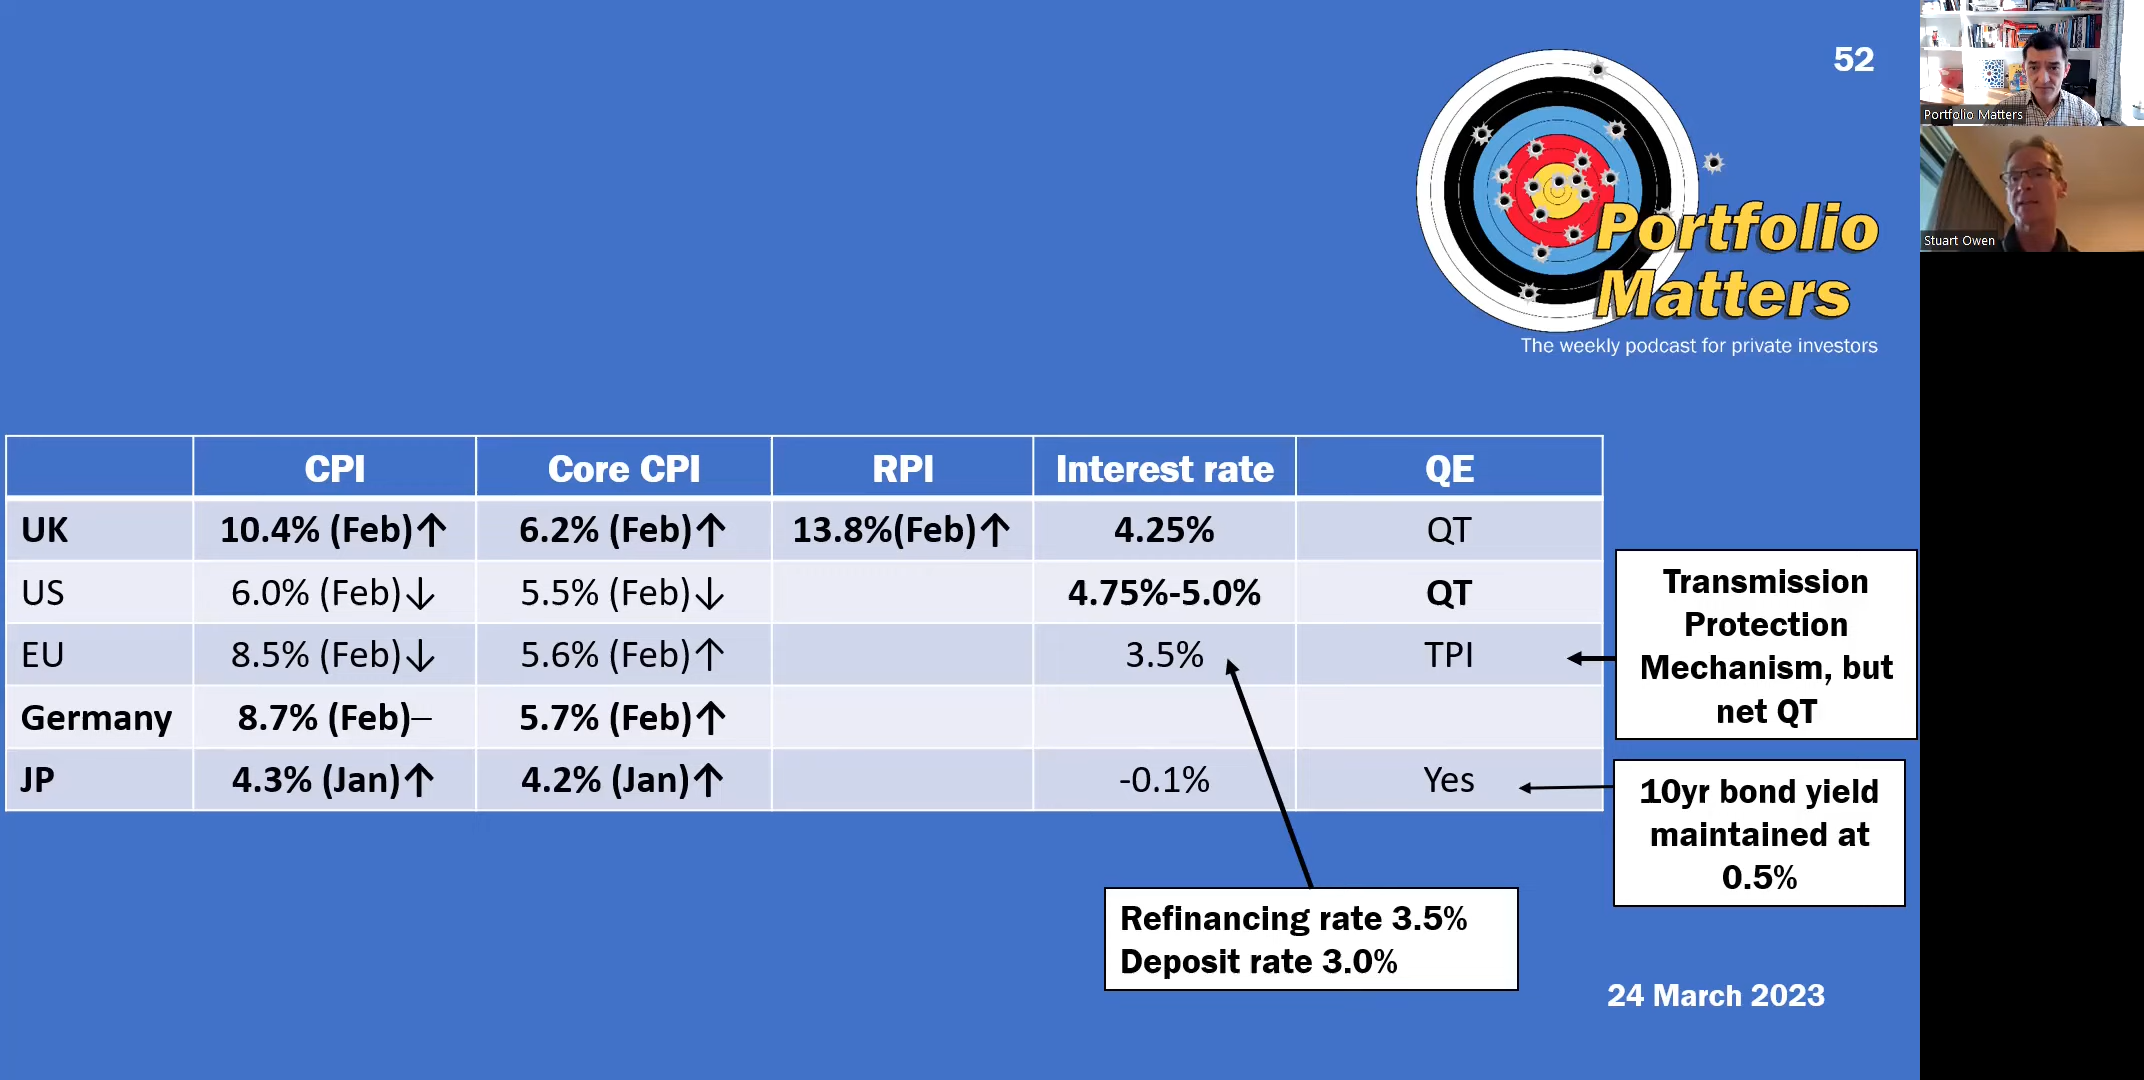 52
Portfolio
Matters
The weekly podcast for private investors
Portfolio Matters
Stuart Owen
CPI Core CPI RPI Interest rate QE
UK 10.4% (Feb)↑ 6.2% (Feb)↑ 13.8%(Feb)↑ 4.25% QT
US 6.0% (Feb)↓ 5.5% (Feb)↓ 4.75%-5.0% QT
EU 8.5% (Feb)↓ 5.6% (Feb)↑ 3.5% TPI
Germany 8.7% (Feb)– 5.7% (Feb)↑
JP 4.3% (Jan)↑ 4.2% (Jan)↑ -0.1% Yes
Transmission
Protection
Mechanism, but
net QT
10yr bond yield
maintained at
0.5%
Refinancing rate 3.5%
Deposit rate 3.0%
24 March 2023